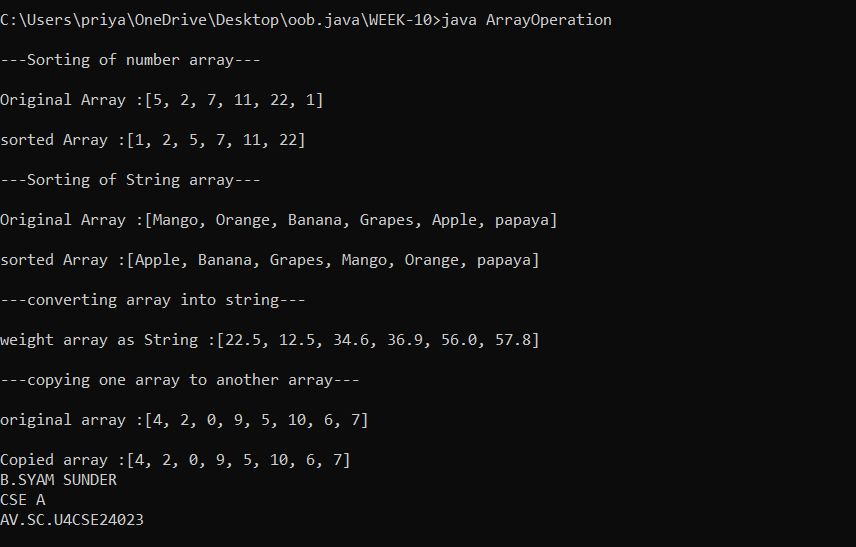 C:\Users\priya\OneDrive\Desktop\oob.java\WEEK-10>java ArrayOperation
---Sorting of number array---
Original Array :[5, 2, 7, 11, 22, 1]
sorted Array :[1, 2, 5, 7, 11, 22]
---Sorting of String array---
Original Array :[Mango, Orange, Banana, Grapes, Apple, papaya]
sorted Array :[Apple, Banana, Grapes, Mango, Orange, papaya]
---converting array into string---
weight array as String :[22.5, 12.5, 34.6, 36.9, 56.0, 57.8]
---copying one array to another array---
original array :[4, 2, 0, 9, 5, 10, 6, 7]
Copied array :[4, 2, 0, 9, 5, 10, 6, 7]
B.SYAM SUNDER
CSE A
AV.SC.U4CSE24023